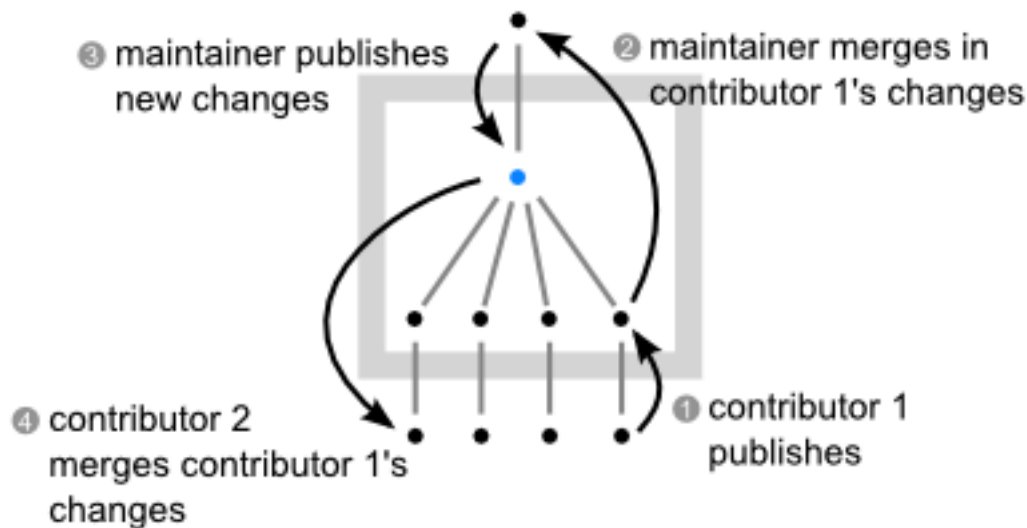 3 maintainer publishes
new changes
2 maintainer merges in
contributor 1's changes
4 contributor 2
merges contributor 1's
changes
1 contributor 1
publishes